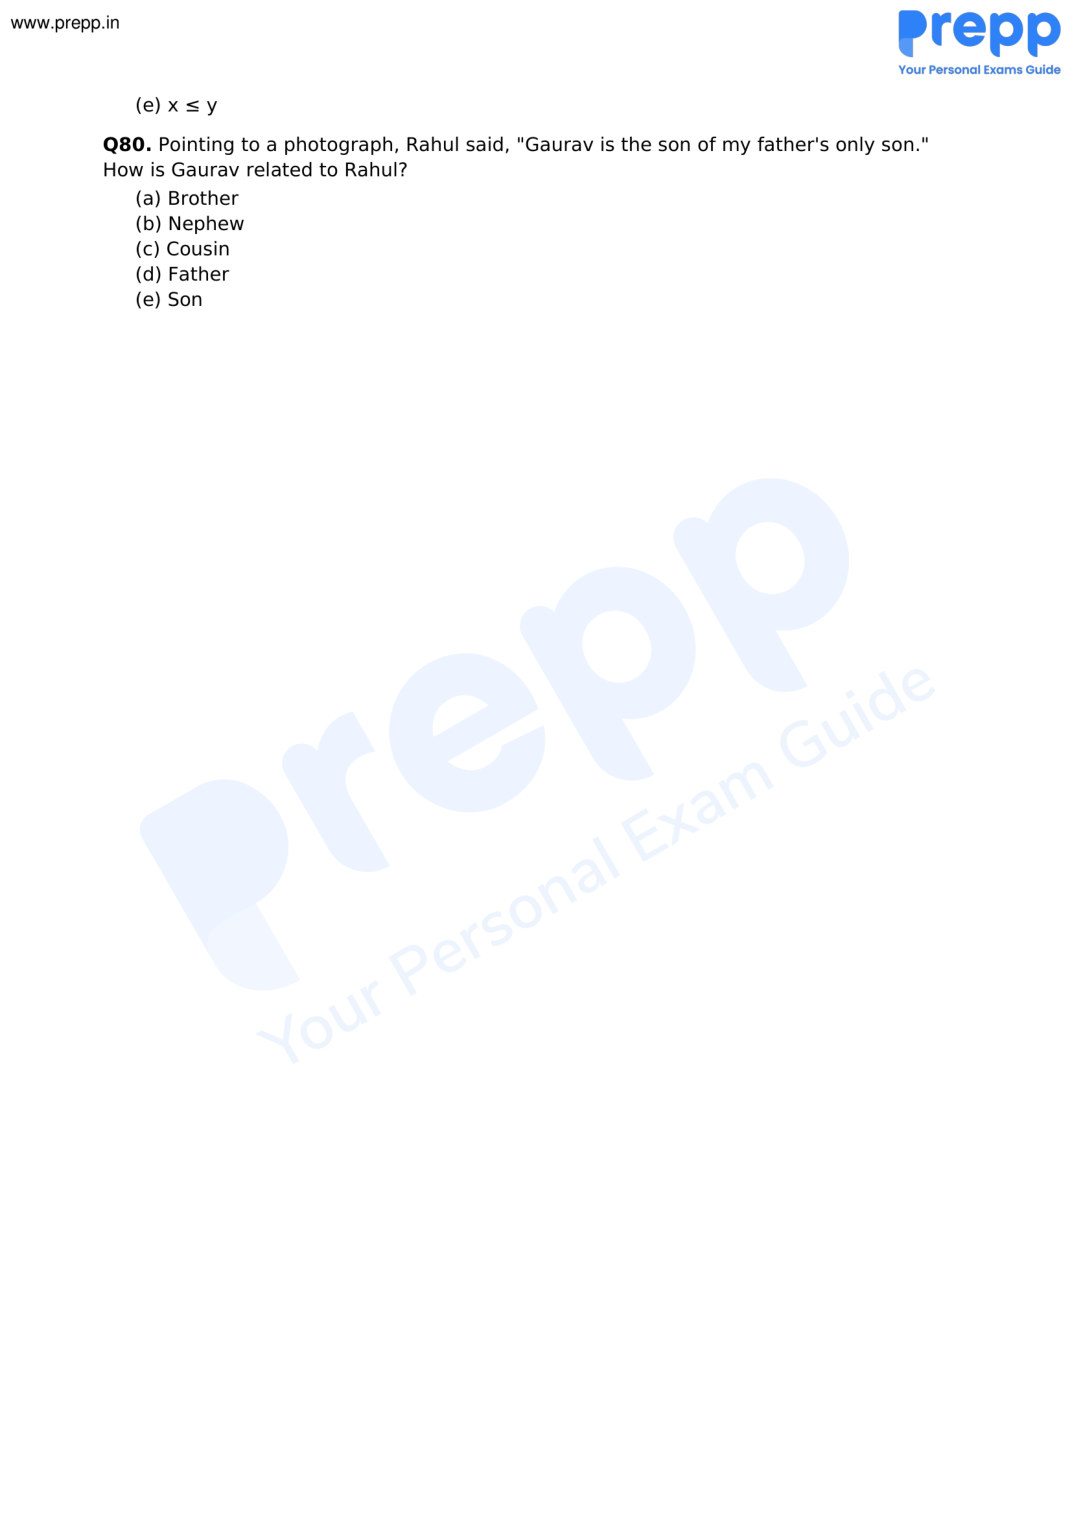 www.prepp.in
Prepp
Your Personal Exams Guide
(e) x ≤ y
Q80. Pointing to a photograph, Rahul said, "Gaurav is the son of my father's only son."
How is Gaurav related to Rahul?
(a) Brother
(b) Nephew
(c) Cousin
(d) Father
(e) Son
Prepp
Your Personal Exam Guide